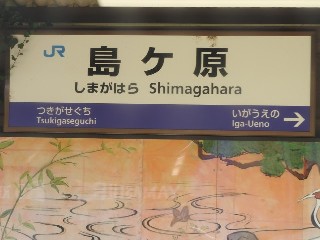 JR 島ケ原
しまがはら Shimagahara
つきがせぐち いがうえの
Tsukigaseguchi Iga-Ueno →